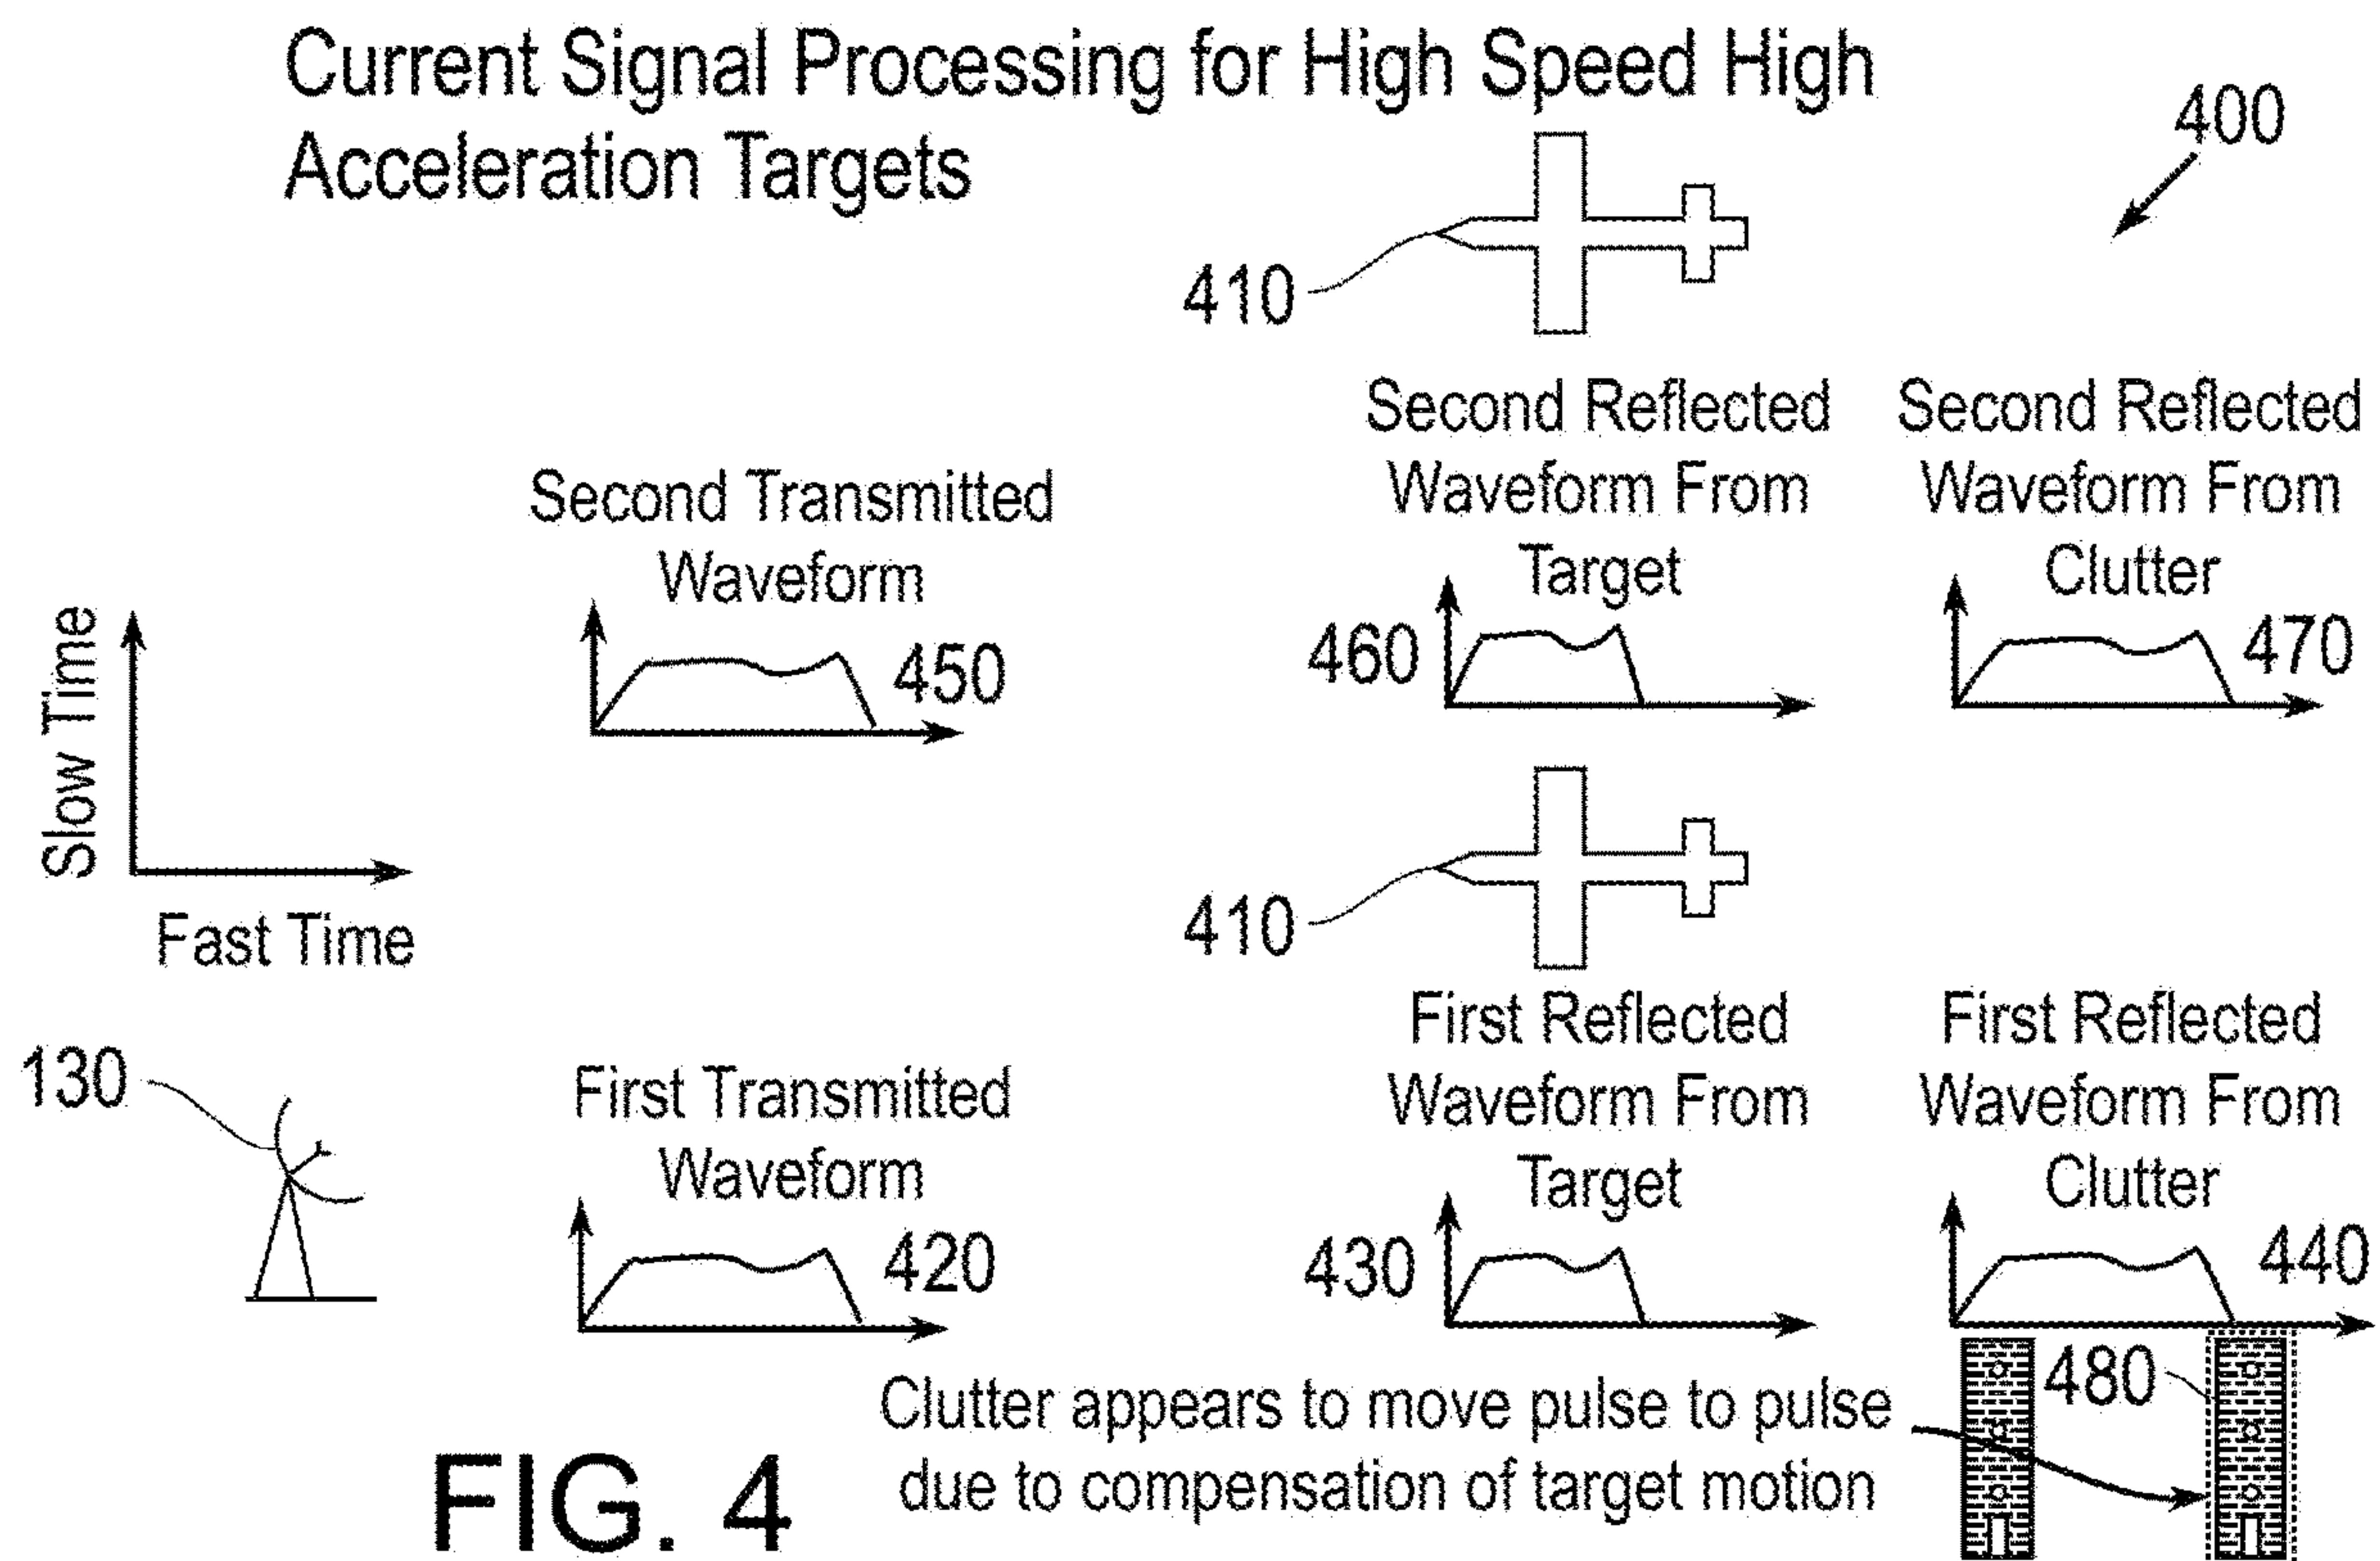 Current Signal Processing for High Speed High
Acceleration Targets
400
410
Second Reflected
Waveform From
Target
Second Reflected
Waveform From
Clutter
Second Transmitted
Waveform
450
460
470
Slow Time
Fast Time
410
130
First Transmitted
Waveform
420
First Reflected
Waveform From
Target
430
First Reflected
Waveform From
Clutter
440
480
Clutter appears to move pulse to pulse
due to compensation of target motion
FIG. 4